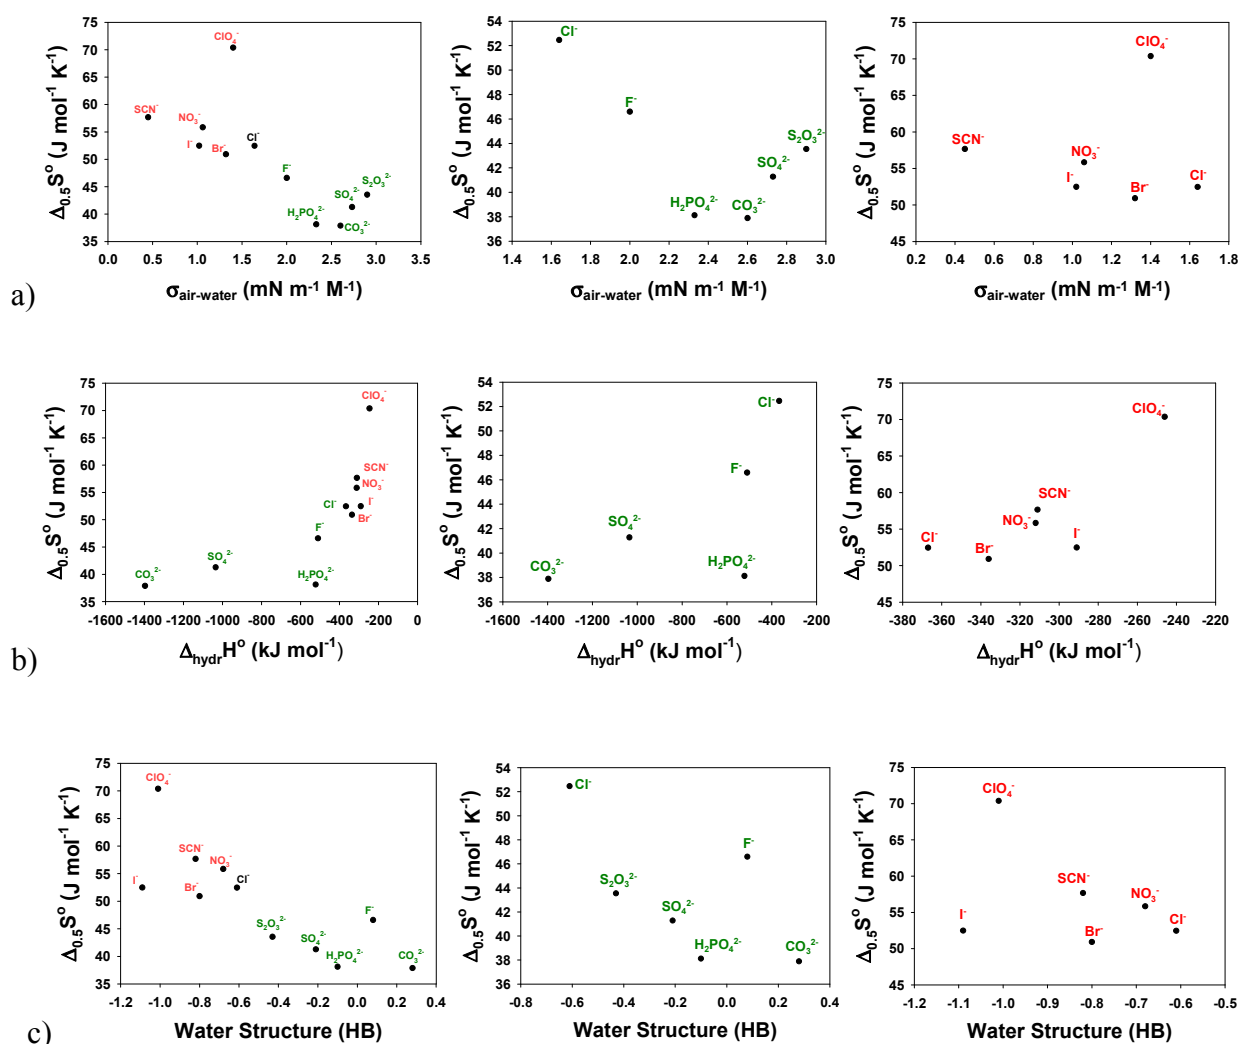 a)
Δ0.5S° (J mol⁻¹ K⁻¹)
75
70
65
60
55
50
45
40
35
ClO₄⁻
SCN⁻
NO₃⁻
I⁻
Br⁻
Cl⁻
F⁻
H₂PO₄²⁻
SO₄²⁻
S₂O₃²⁻
CO₃²⁻
0.0 0.5 1.0 1.5 2.0 2.5 3.0 3.5
σair-water (mN m⁻¹ M⁻¹)
Δ0.5S° (J mol⁻¹ K⁻¹)
54
52
50
48
46
44
42
40
38
36
Cl⁻
F⁻
S₂O₃²⁻
SO₄²⁻
H₂PO₄²⁻
CO₃²⁻
1.4 1.6 1.8 2.0 2.2 2.4 2.6 2.8 3.0
σair-water (mN m⁻¹ M⁻¹)
Δ0.5S° (J mol⁻¹ K⁻¹)
75
70
65
60
55
50
45
ClO₄⁻
SCN⁻
NO₃⁻
I⁻
Br⁻
Cl⁻
0.2 0.4 0.6 0.8 1.0 1.2 1.4 1.6 1.8
σair-water (mN m⁻¹ M⁻¹)
b)
Δ0.5S° (J mol⁻¹ K⁻¹)
75
70
65
60
55
50
45
40
35
ClO₄⁻
SCN⁻
NO₃⁻
Cl⁻
I⁻
Br⁻
F⁻
SO₄²⁻
CO₃²⁻
H₂PO₄²⁻
-1600 -1400 -1200 -1000 -800 -600 -400 -200 0
ΔhydrH° (kJ mol⁻¹)
Δ0.5S° (J mol⁻¹ K⁻¹)
54
52
50
48
46
44
42
40
38
36
Cl⁻
F⁻
SO₄²⁻
CO₃²⁻
H₂PO₄²⁻
-1600 -1400 -1200 -1000 -800 -600 -400 -200
ΔhydrH° (kJ mol⁻¹)
Δ0.5S° (J mol⁻¹ K⁻¹)
75
70
65
60
55
50
45
ClO₄⁻
SCN⁻
NO₃⁻
Cl⁻
Br⁻
I⁻
-380 -360 -340 -320 -300 -280 -260 -240 -220
ΔhydrH° (kJ mol⁻¹)
c)
Δ0.5S° (J mol⁻¹ K⁻¹)
75
70
65
60
55
50
45
40
35
ClO₄⁻
SCN⁻
NO₃⁻
I⁻
Br⁻
Cl⁻
S₂O₃²⁻
F⁻
SO₄²⁻
H₂PO₄²⁻
CO₃²⁻
-1.2 -1.0 -0.8 -0.6 -0.4 -0.2 0.0 0.2 0.4
Water Structure (HB)
Δ0.5S° (J mol⁻¹ K⁻¹)
54
52
50
48
46
44
42
40
38
36
Cl⁻
F⁻
S₂O₃²⁻
SO₄²⁻
H₂PO₄²⁻
CO₃²⁻
-0.8 -0.6 -0.4 -0.2 0.0 0.2 0.4
Water Structure (HB)
Δ0.5S° (J mol⁻¹ K⁻¹)
75
70
65
60
55
50
45
ClO₄⁻
SCN⁻
NO₃⁻
I⁻
Br⁻
Cl⁻
-1.2 -1.1 -1.0 -0.9 -0.8 -0.7 -0.6 -0.5
Water Structure (HB)